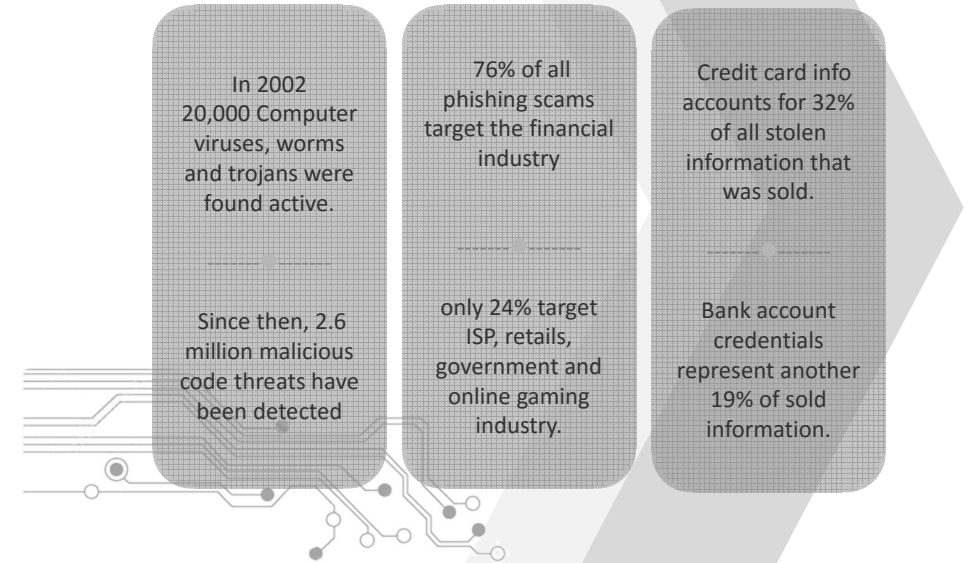 In 2002
20,000 Computer
viruses, worms
and trojans were
found active.
Since then, 2.6
million malicious
code threats have
been detected
76% of all
phishing scams
target the financial
industry
only 24% target
ISP, retails,
government and
online gaming
industry.
Credit card info
accounts for 32%
of all stolen
information that
was sold.
Bank account
credentials
represent another
19% of sold
information.